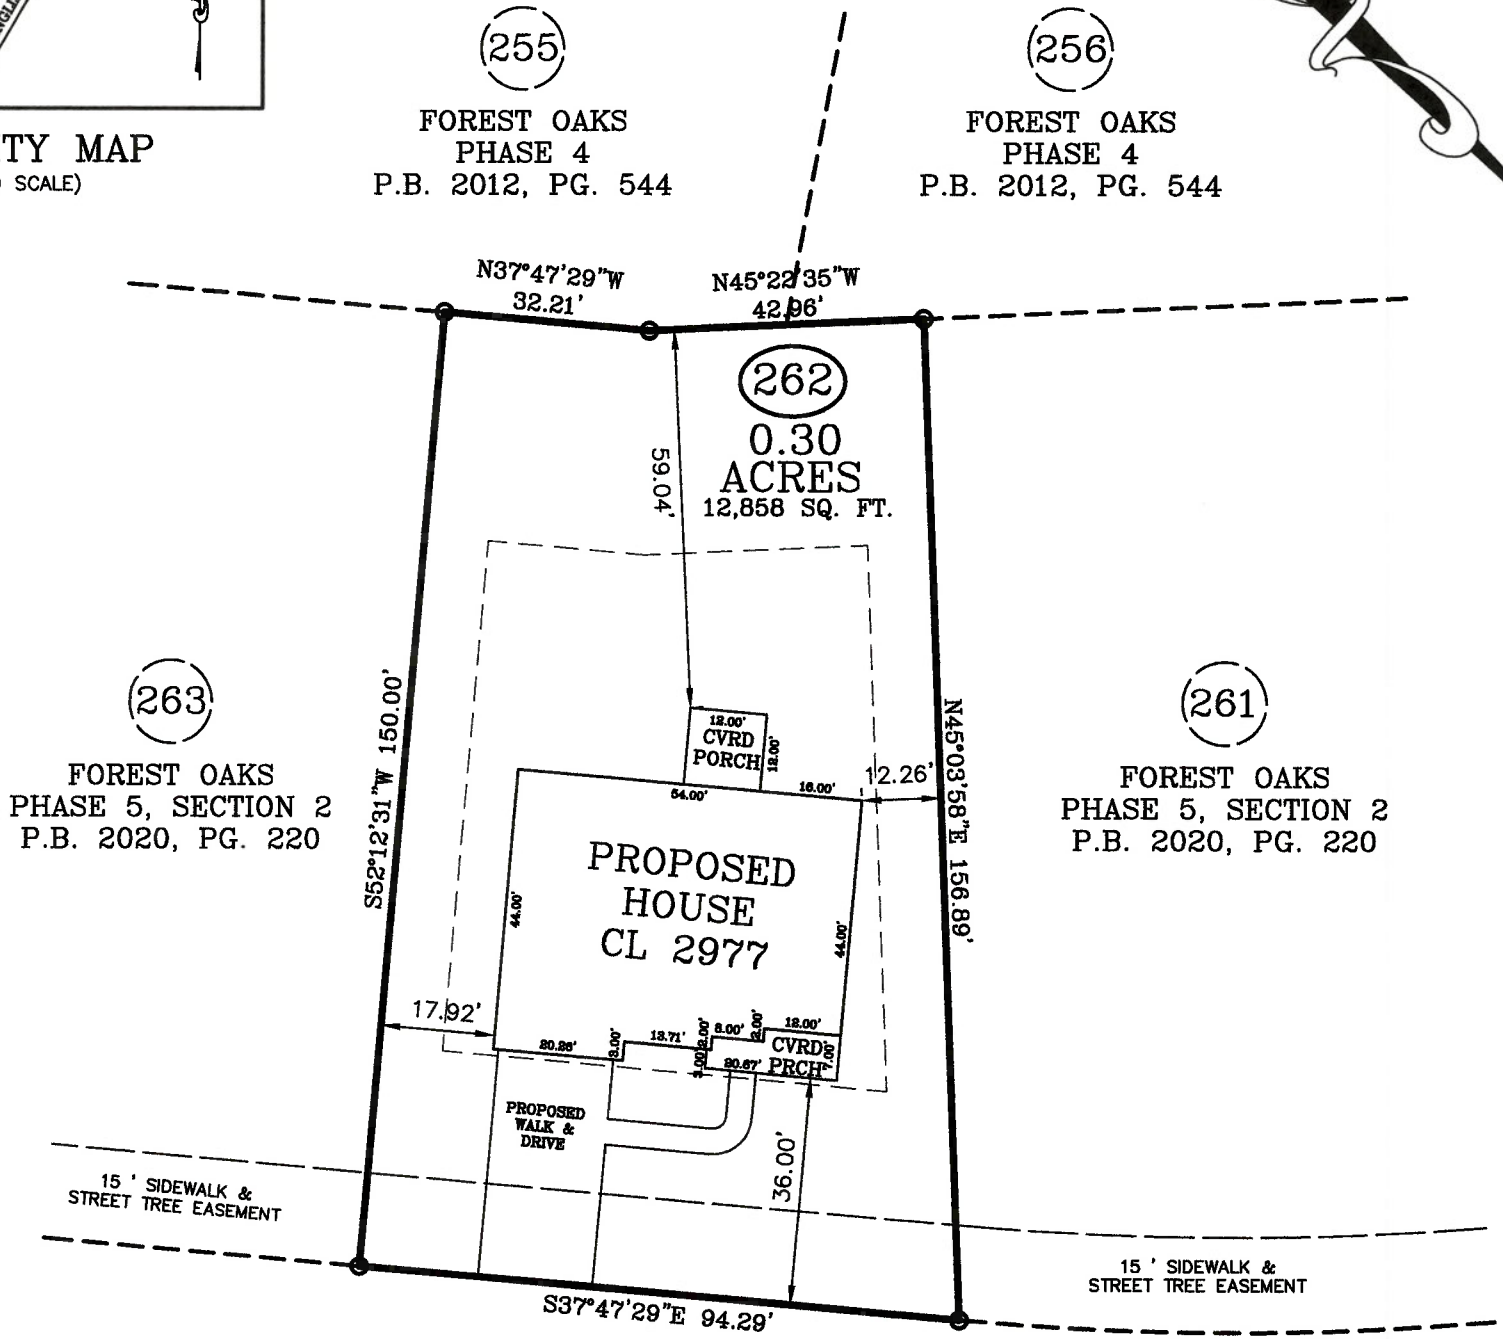 TY MAP
SCALE)
255
FOREST OAKS
PHASE 4
P.B. 2012, PG. 544
256
FOREST OAKS
PHASE 4
P.B. 2012, PG. 544
N37°47'29"W
32.21'
N45°22'35"W
42.96'
262
0.30
ACRES
12,858 SQ. FT.
59.04'
263
FOREST OAKS
PHASE 5, SECTION 2
P.B. 2020, PG. 220
S52°12'31"W 150.00'
261
FOREST OAKS
PHASE 5, SECTION 2
P.B. 2020, PG. 220
N45°03'58"E 156.89'
12.00'
CVRD
PORCH
12.00'
54.00'
16.00'
12.26'
PROPOSED
HOUSE
CL 2977
44.00'
44.00'
17.92'
20.26'
3.00'
13.71'
2.00'
8.00'
2.00'
12.00'
3.00'
20.67'
CVRD
PRCH
7.00'
PROPOSED
WALK &
DRIVE
36.00'
15 ' SIDEWALK &
STREET TREE EASEMENT
15 ' SIDEWALK &
STREET TREE EASEMENT
S37°47'29"E 94.29'